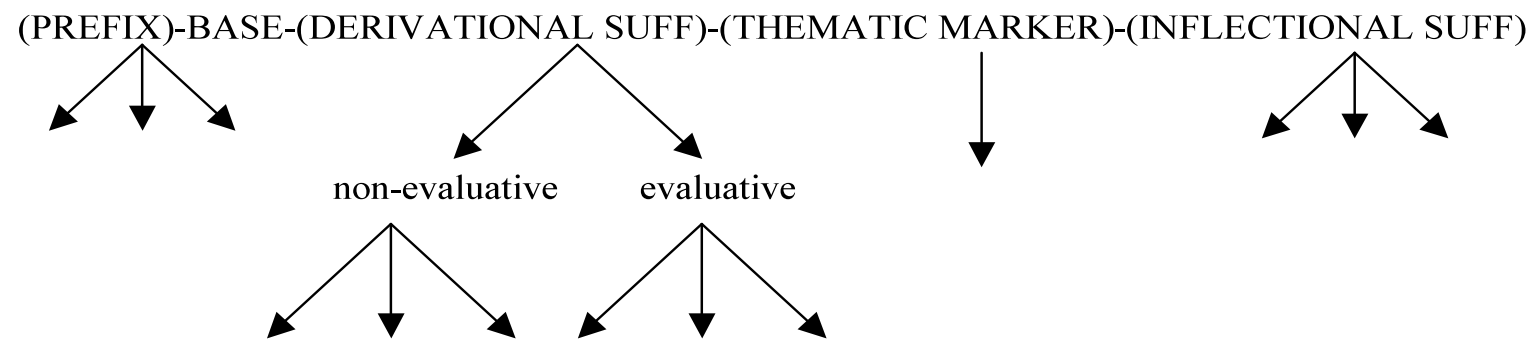 (PREFIX)-BASE-(DERIVATIONAL SUFF)-(THEMATIC MARKER)-(INFLECTIONAL SUFF)
non-evaluative evaluative